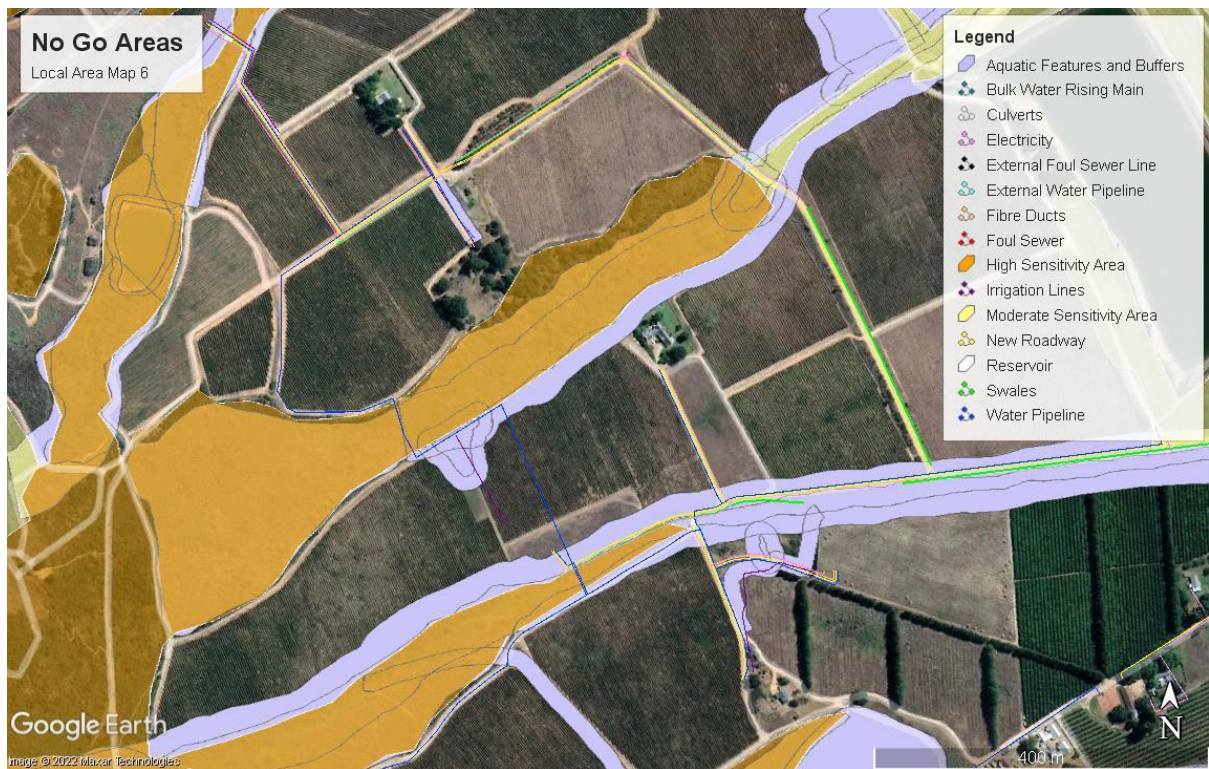 No Go Areas
Local Area Map 6
Legend
Aquatic Features and Buffers
Bulk Water Rising Main
Culverts
Electricity
External Foul Sewer Line
External Water Pipeline
Fibre Ducts
Foul Sewer
High Sensitivity Area
Irrigation Lines
Moderate Sensitivity Area
New Roadway
Reservoir
Swales
Water Pipeline
Google Earth
Image © 2022 Maxar Technologies
N
400 m